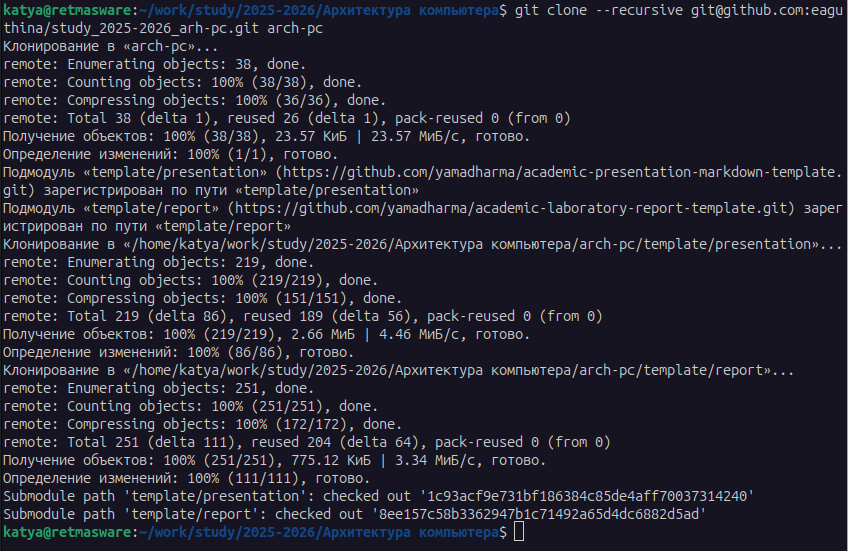 katya@retmasware:~/work/study/2025-2026/Архитектура компьютера$ git clone --recursive git@github.com:eagu
thina/study_2025-2026_arh-pc.git arch-pc
Клонирование в «arch-pc»...
remote: Enumerating objects: 38, done.
remote: Counting objects: 100% (38/38), done.
remote: Compressing objects: 100% (36/36), done.
remote: Total 38 (delta 1), reused 26 (delta 1), pack-reused 0 (from 0)
Получение объектов: 100% (38/38), 23.57 КиБ | 23.57 МиБ/с, готово.
Определение изменений: 100% (1/1), готово.
Подмодуль «template/presentation» (https://github.com/yamadharma/academic-presentation-markdown-template.
git) зарегистрирован по пути «template/presentation»
Подмодуль «template/report» (https://github.com/yamadharma/academic-laboratory-report-template.git) зарег
истрирован по пути «template/report»
Клонирование в «/home/katya/work/study/2025-2026/Архитектура компьютера/arch-pc/template/presentation»...
remote: Enumerating objects: 219, done.
remote: Counting objects: 100% (219/219), done.
remote: Compressing objects: 100% (151/151), done.
remote: Total 219 (delta 86), reused 189 (delta 56), pack-reused 0 (from 0)
Получение объектов: 100% (219/219), 2.66 МиБ | 4.46 МиБ/с, готово.
Определение изменений: 100% (86/86), готово.
Клонирование в «/home/katya/work/study/2025-2026/Архитектура компьютера/arch-pc/template/report»...
remote: Enumerating objects: 251, done.
remote: Counting objects: 100% (251/251), done.
remote: Compressing objects: 100% (172/172), done.
remote: Total 251 (delta 111), reused 204 (delta 64), pack-reused 0 (from 0)
Получение объектов: 100% (251/251), 775.12 КиБ | 3.34 МиБ/с, готово.
Определение изменений: 100% (111/111), готово.
Submodule path 'template/presentation': checked out '1c93acf9e731bf186384c85de4aff70037314240'
Submodule path 'template/report': checked out '8ee157c58b3362947b1c71492a65d4dc6882d5ad'
katya@retmasware:~/work/study/2025-2026/Архитектура компьютера$